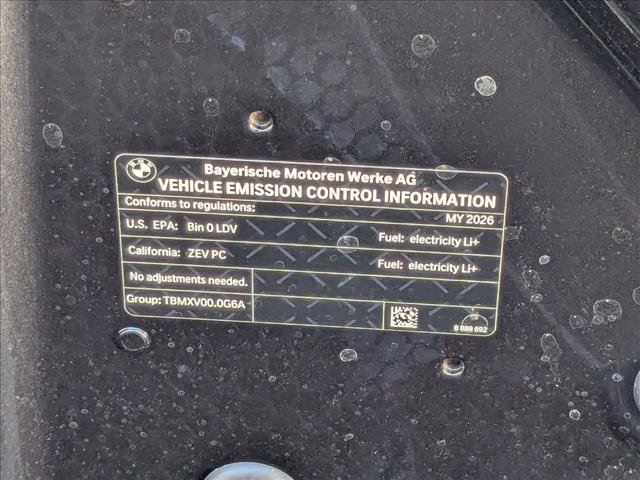 BMW
Bayerische Motoren Werke AG
VEHICLE EMISSION CONTROL INFORMATION
Conforms to regulations: MY 2026
U.S. EPA: Bin 0 LDV Fuel: electricity Li+
California: ZEV PC Fuel: electricity Li+
No adjustments needed.
Group: TBMXV00.0G6A
8 888 692